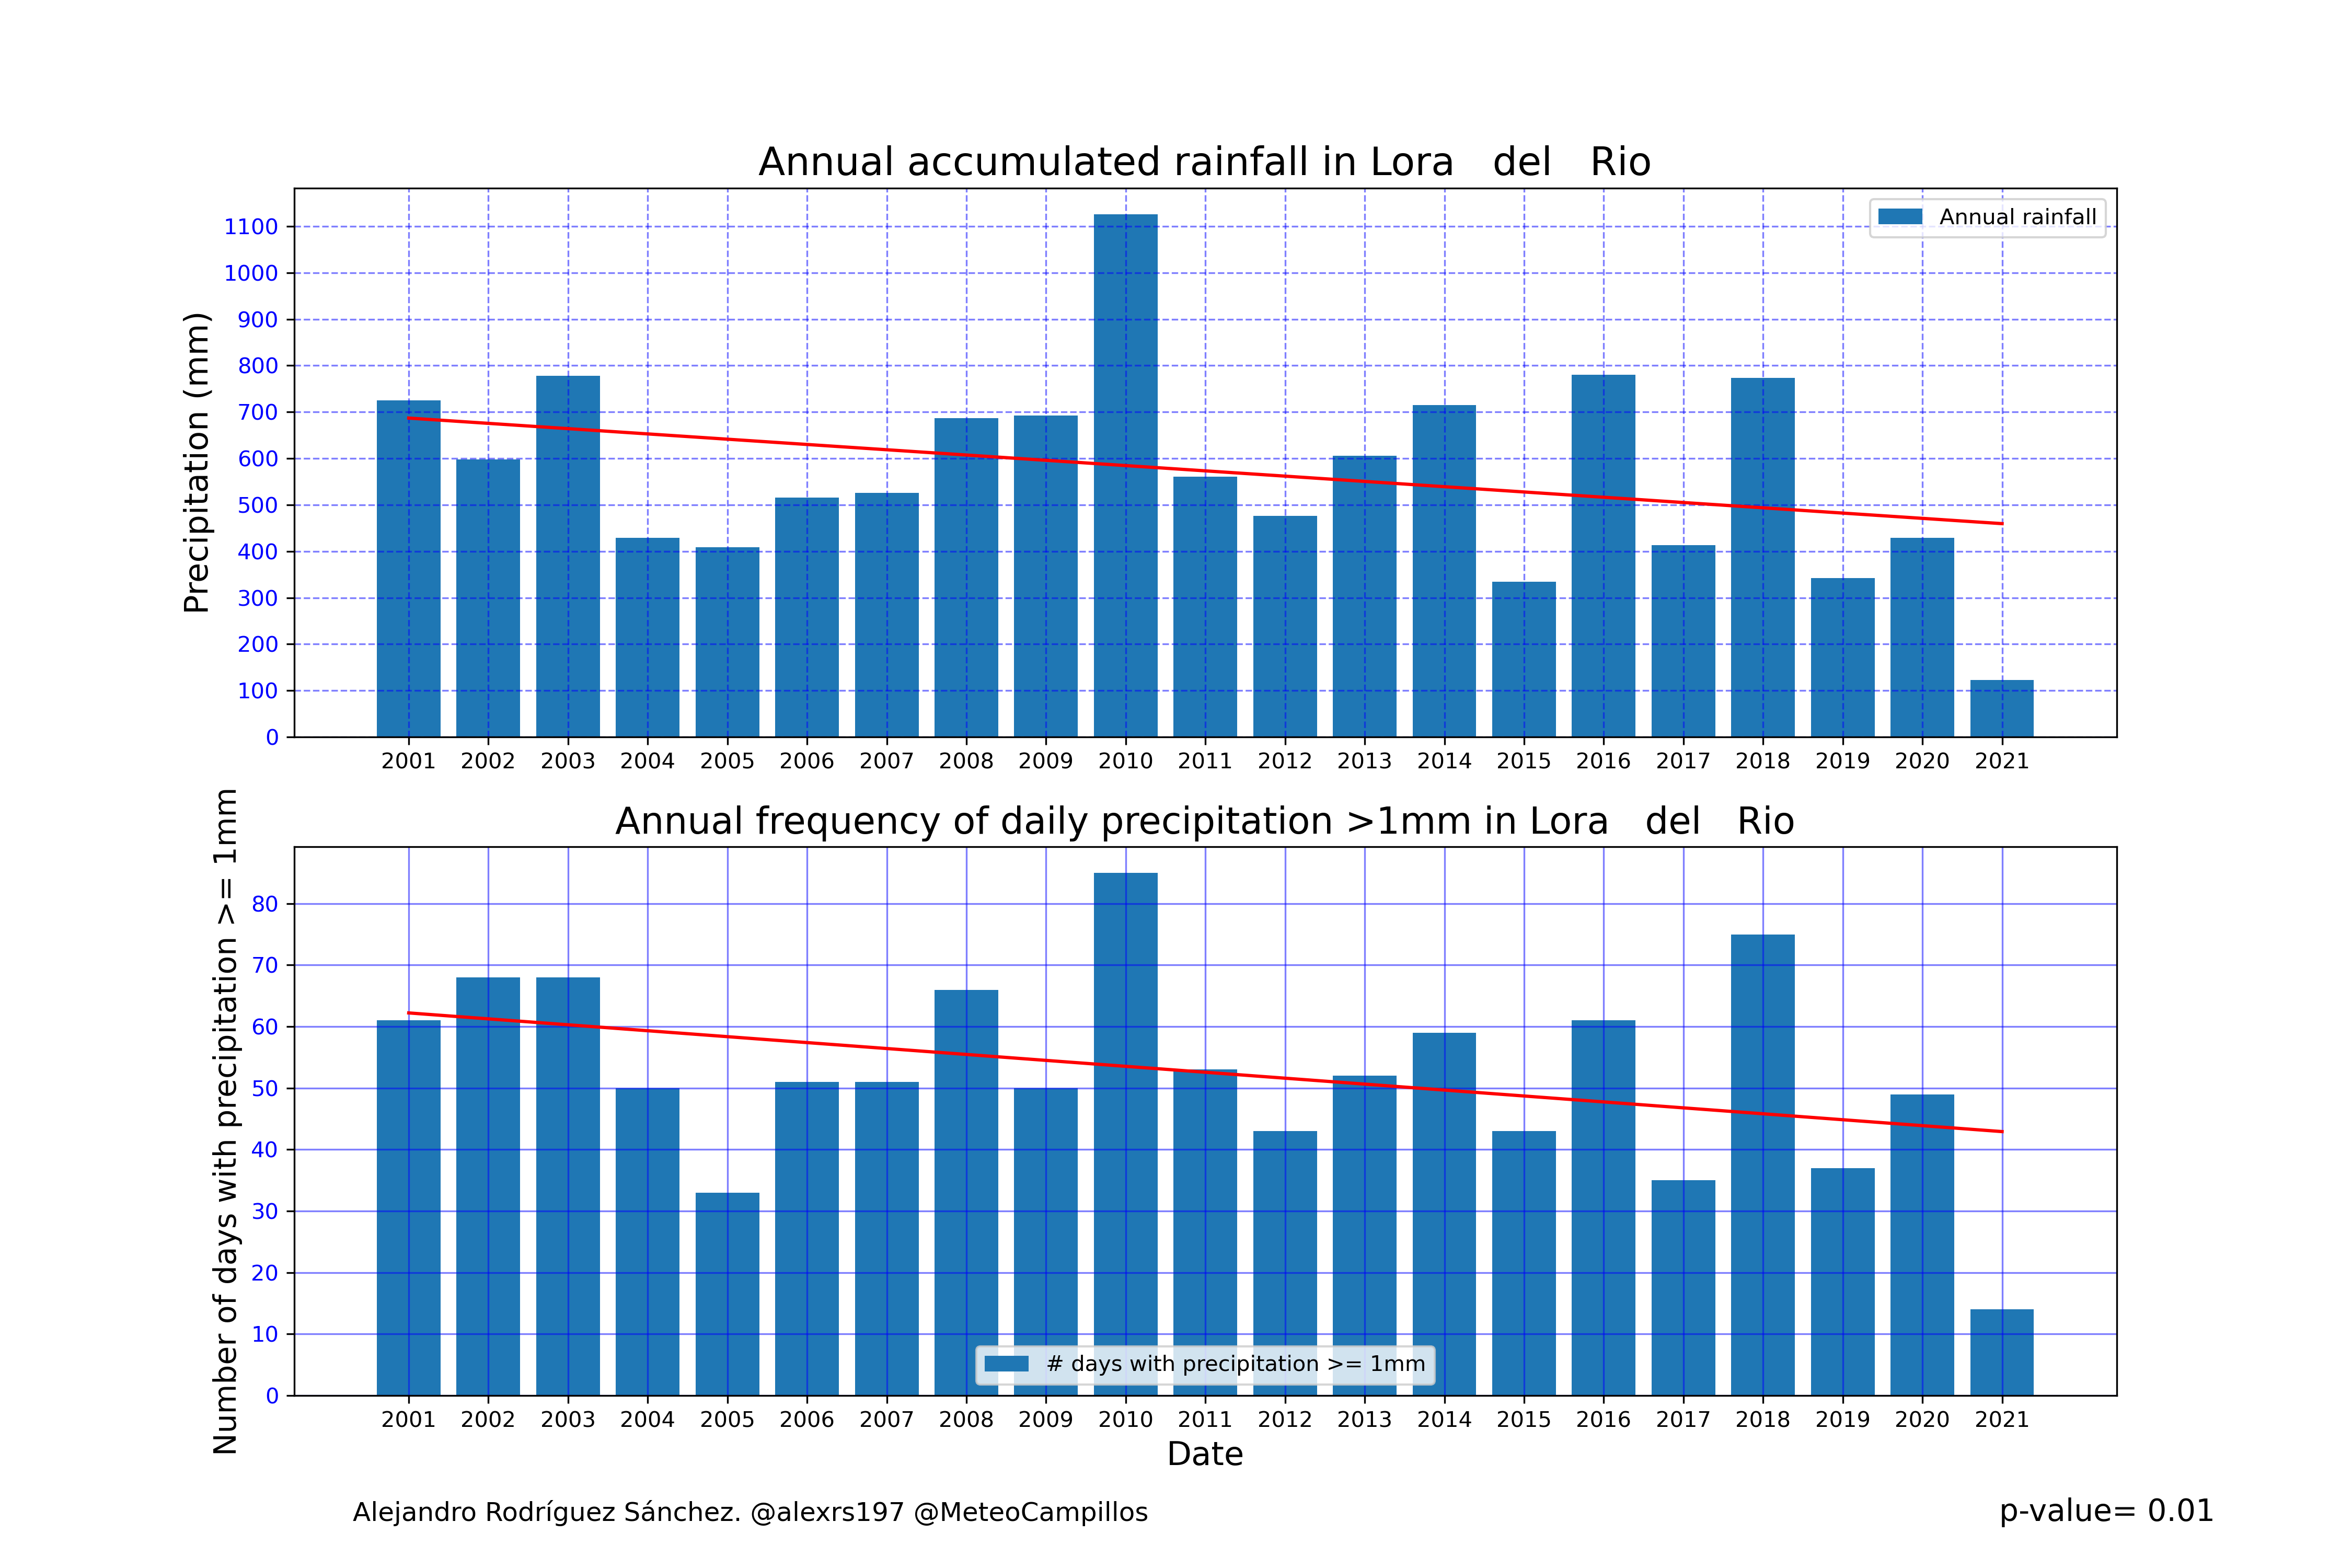 Annual accumulated rainfall in Lora   del   Rio
Precipitation (mm)
Annual rainfall
1100
1000
900
800
700
600
500
400
300
200
100
0
2001 2002 2003 2004 2005 2006 2007 2008 2009 2010 2011 2012 2013 2014 2015 2016 2017 2018 2019 2020 2021
Annual frequency of daily precipitation >1mm in Lora   del   Rio
Number of days with precipitation >= 1mm
80
70
60
50
40
30
20
10
0
# days with precipitation >= 1mm
2001 2002 2003 2004 2005 2006 2007 2008 2009 2010 2011 2012 2013 2014 2015 2016 2017 2018 2019 2020 2021
Date
Alejandro Rodríguez Sánchez. @alexrs197 @MeteoCampillos
p-value= 0.01